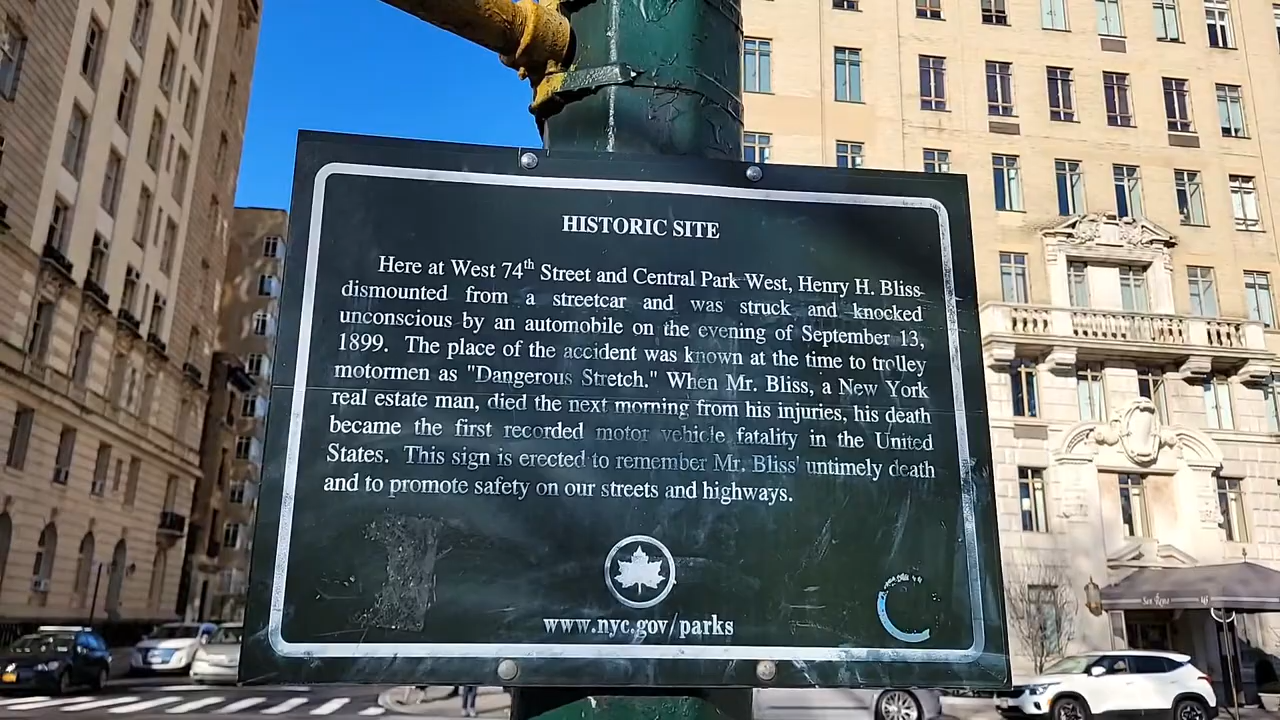 HISTORIC SITE
Here at West 74th Street and Central Park West, Henry H. Bliss
dismounted from a streetcar and was struck and knocked
unconscious by an automobile on the evening of September 13,
1899. The place of the accident was known at the time to trolley
motormen as "Dangerous Stretch." When Mr. Bliss, a New York
real estate man, died the next morning from his injuries, his death
became the first recorded motor vehicle fatality in the United
States. This sign is erected to remember Mr. Bliss' untimely death
and to promote safety on our streets and highways.
www.nyc.gov/parks